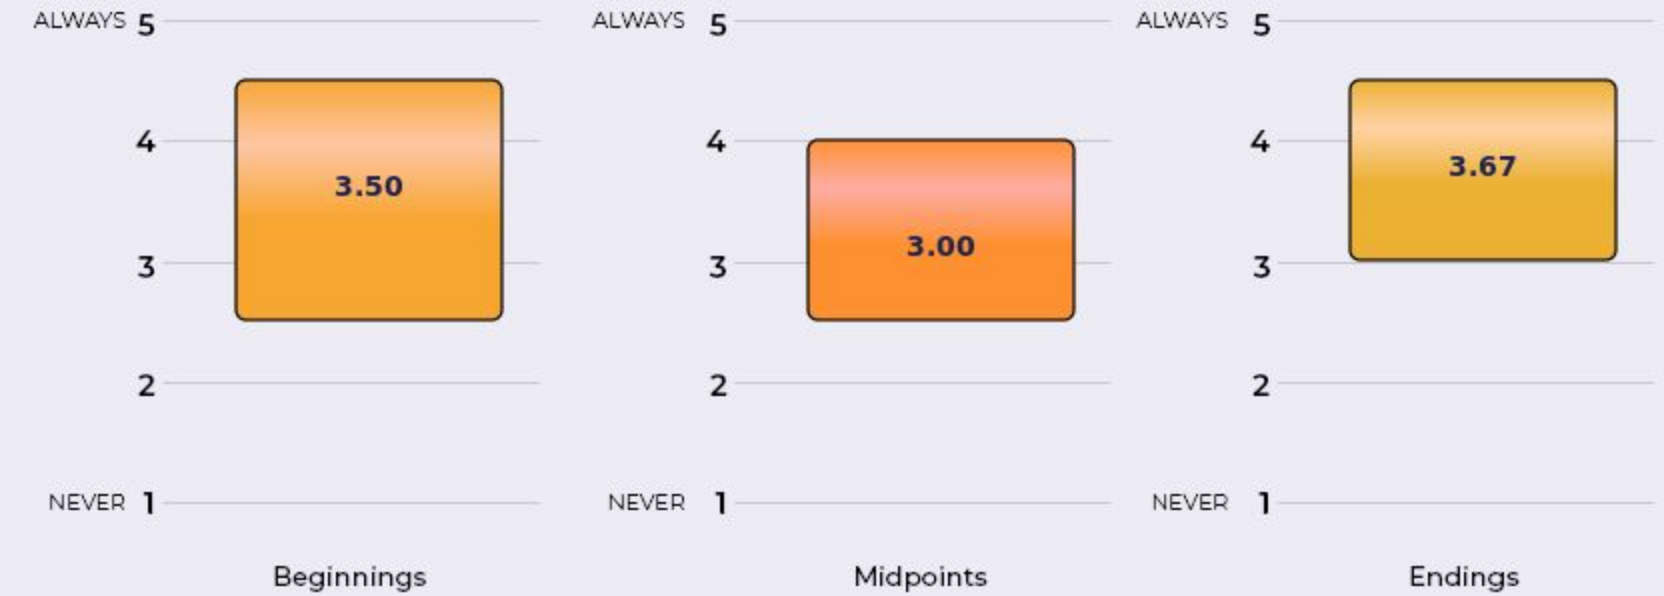 ALWAYS 5
4
3.50
3
2
NEVER 1
Beginnings
ALWAYS 5
4
3.00
3
2
NEVER 1
Midpoints
ALWAYS 5
4
3.67
3
2
NEVER 1
Endings